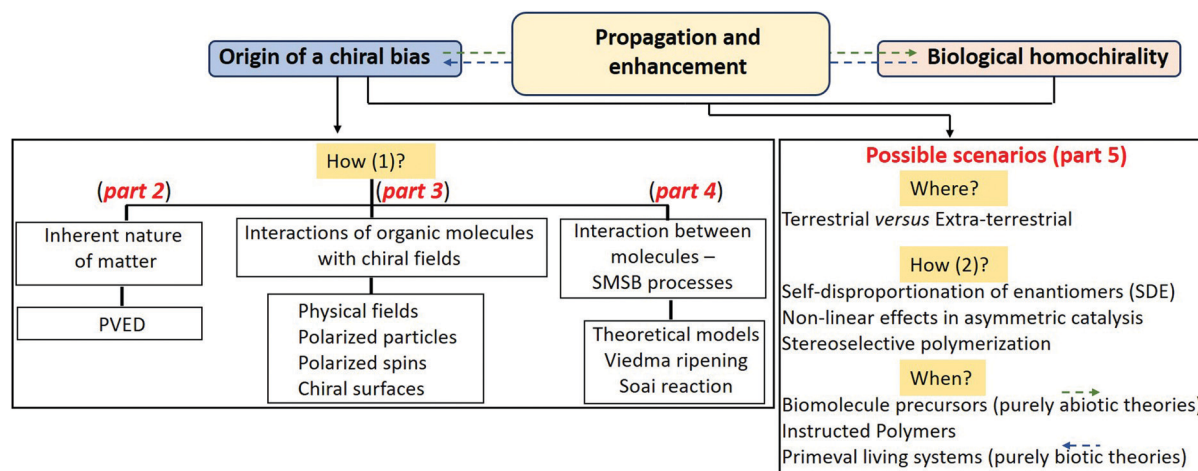 Origin of a chiral bias
Propagation and
enhancement
Biological homochirality
How (1)?
(part 2)
(part 3)
(part 4)
Inherent nature
of matter
PVED
Interactions of organic molecules
with chiral fields
Physical fields
Polarized particles
Polarized spins
Chiral surfaces
Interaction between
molecules –
SMSB processes
Theoretical models
Viedma ripening
Soai reaction
Possible scenarios (part 5)
Where?
Terrestrial versus Extra-terrestrial
How (2)?
Self-disproportionation of enantiomers (SDE)
Non-linear effects in asymmetric catalysis
Stereoselective polymerization
When?
Biomolecule precursors (purely abiotic theories)
Instructed Polymers
Primeval living systems (purely biotic theories)